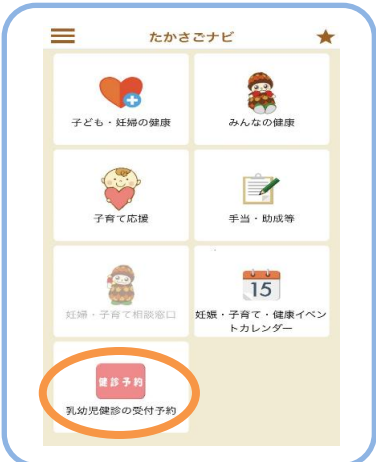 たかさごナビ
子ども・妊婦の健康
みんなの健康
子育て応援
手当・助成等
妊婦・子育て相談窓口
15
妊娠・子育て・健康イベン
トカレンダー
健診予約
乳幼児健診の受付予約